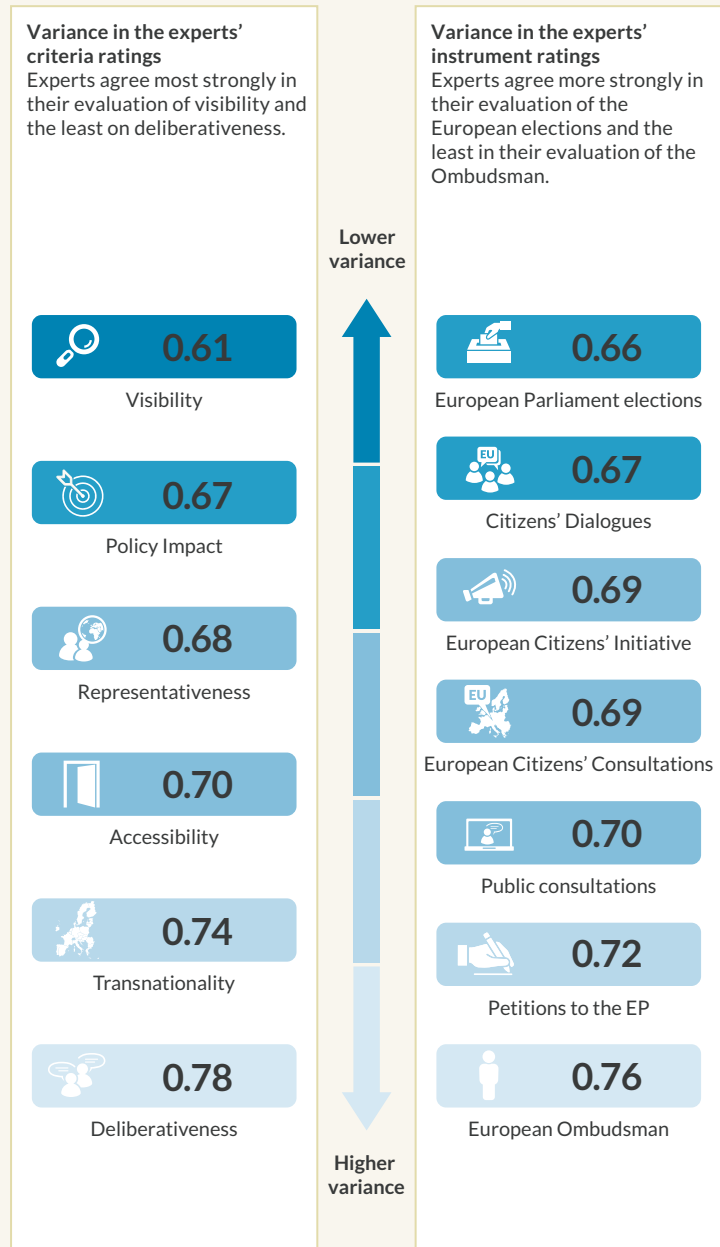 Variance in the experts’
criteria ratings
Experts agree most strongly in
their evaluation of visibility and
the least on deliberativeness.
Variance in the experts’
instrument ratings
Experts agree more strongly in
their evaluation of the
European elections and the
least in their evaluation of the
Ombudsman.
Lower
variance
0.61
Visibility
0.67
Policy Impact
0.68
Representativeness
0.70
Accessibility
0.74
Transnationality
0.78
Deliberativeness
0.66
European Parliament elections
EU
0.67
Citizens’ Dialogues
0.69
European Citizens’ Initiative
EU
0.69
European Citizens’ Consultations
0.70
Public consultations
0.72
Petitions to the EP
0.76
European Ombudsman
Higher
variance